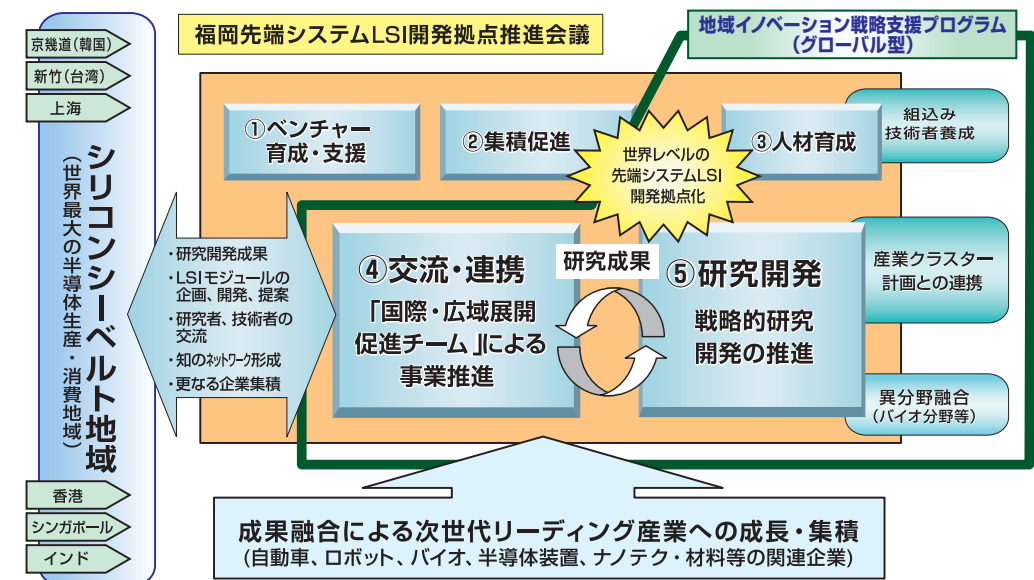 京幾道(韓国)
新竹(台湾)
上海
シリコンシーベルト地域
(世界最大の半導体生産・消費地域)
香港
シンガポール
インド
福岡先端システムLSI開発拠点推進会議
地域イノベーション戦略支援プログラム
(グローバル型)
①ベンチャー
育成・支援
②集積促進
世界レベルの
先端システムLSI
開発拠点化
③人材育成
組込み
技術者養成
・研究開発成果
・LSIモジュールの
企画、開発、提案
・研究者、技術者の
交流
・知のネットワーク形成
・更なる企業集積
④交流・連携
「国際・広域展開
促進チーム」による
事業推進
研究成果
⑤研究開発
戦略的研究
開発の推進
産業クラスター
計画との連携
異分野融合
(バイオ分野等)
成果融合による次世代リーディング産業への成長・集積
(自動車、ロボット、バイオ、半導体装置、ナノテク・材料等の関連企業)